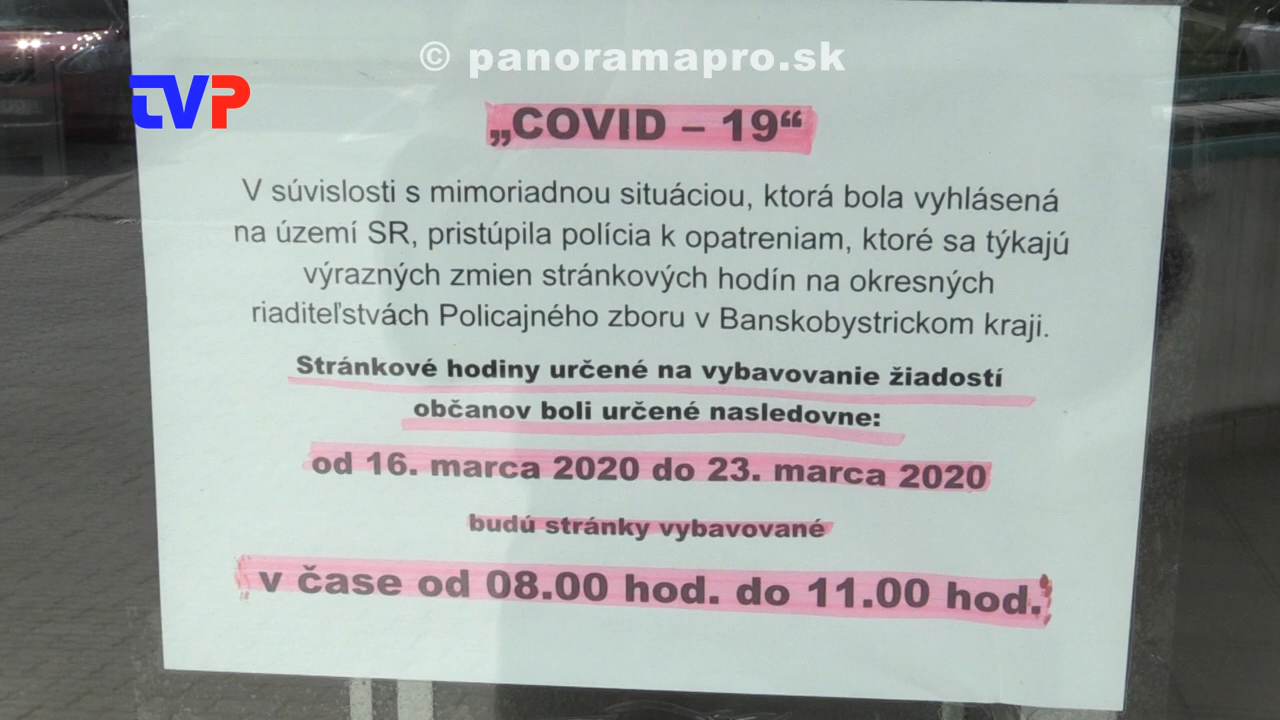 © panoramapro.sk
TVP
„COVID – 19“
V súvislosti s mimoriadnou situáciou, ktorá bola vyhlásená
na území SR, pristúpila polícia k opatreniam, ktoré sa týkajú
výrazných zmien stránkových hodín na okresných
riaditeľstvách Policajného zboru v Banskobystrickom kraji.
Stránkové hodiny určené na vybavovanie žiadostí
občanov boli určené nasledovne:
od 16. marca 2020 do 23. marca 2020
budú stránky vybavované
v čase od 08.00 hod. do 11.00 hod.